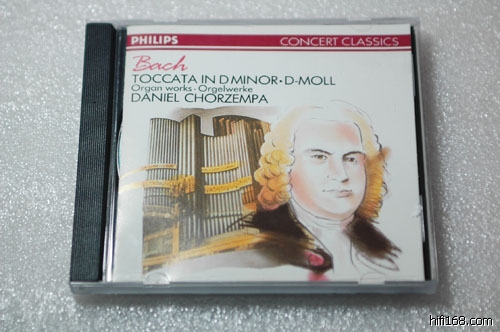 PHILIPS CONCERT CLASSICS
Bach
TOCCATA IN D MINOR · D-MOLL
Organ works · Orgelwerke
DANIEL CHORZEMPA
hifi168.com